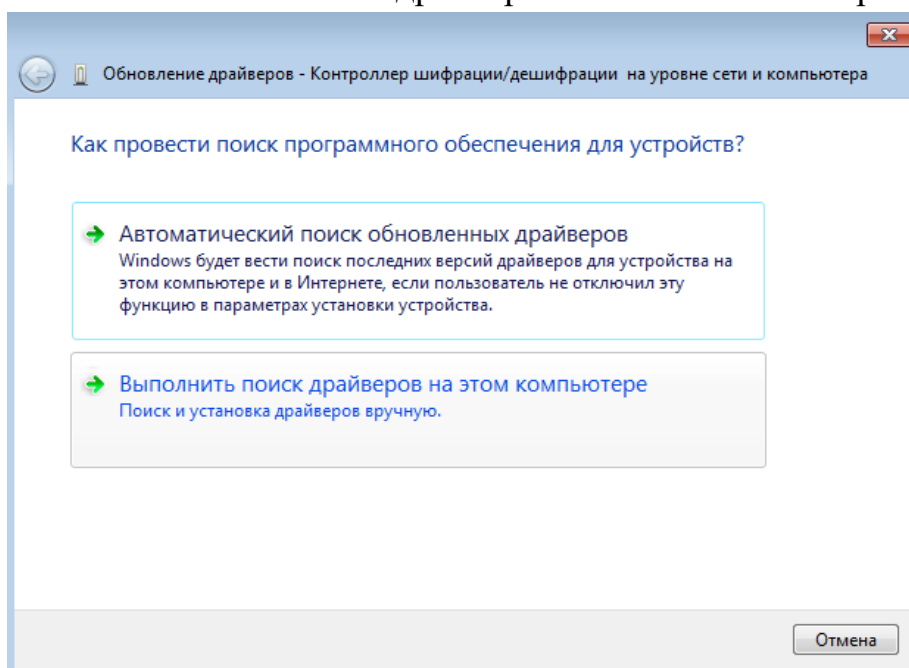 Обновление драйверов - Контроллер шифрации/дешифрации на уровне сети и компьютера
Как провести поиск программного обеспечения для устройств?
Автоматический поиск обновленных драйверов
Windows будет вести поиск последних версий драйверов для устройства на
этом компьютере и в Интернете, если пользователь не отключил эту
функцию в параметрах установки устройства.
Выполнить поиск драйверов на этом компьютере
Поиск и установка драйверов вручную.
Отмена